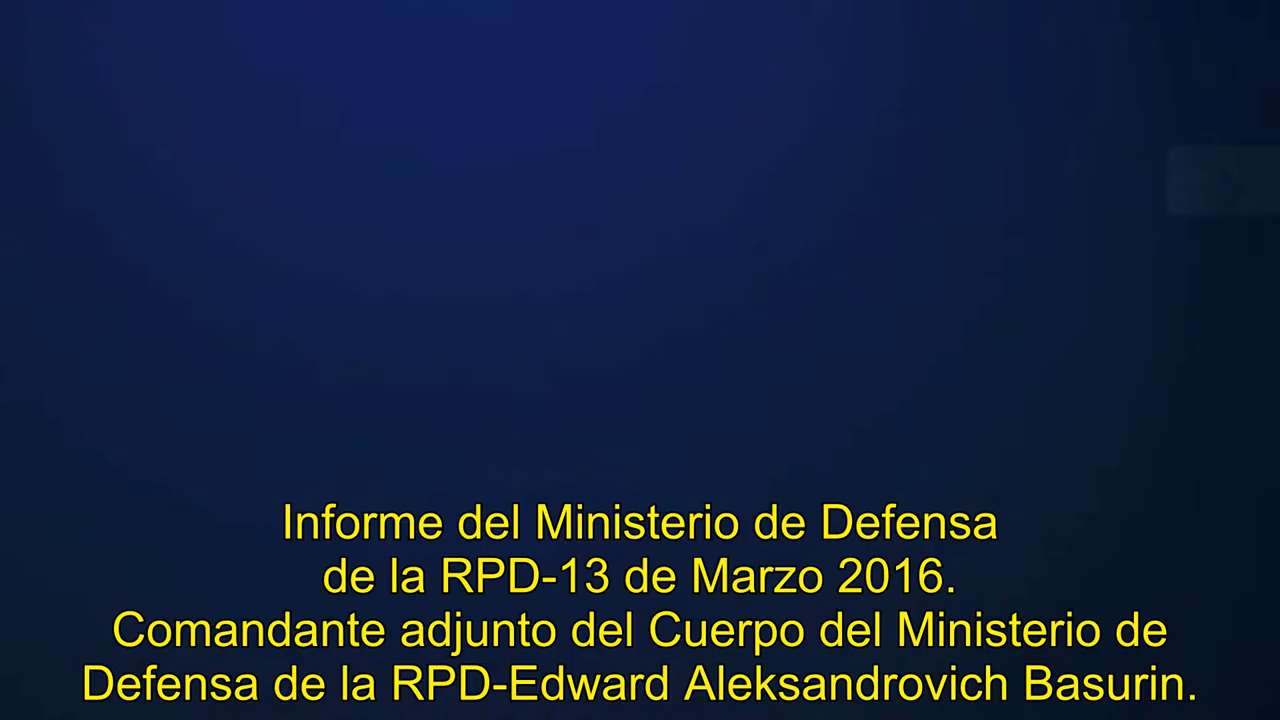 Informe del Ministerio de Defensa
de la RPD-13 de Marzo 2016.
Comandante adjunto del Cuerpo del Ministerio de
Defensa de la RPD-Edward Aleksandrovich Basurin.